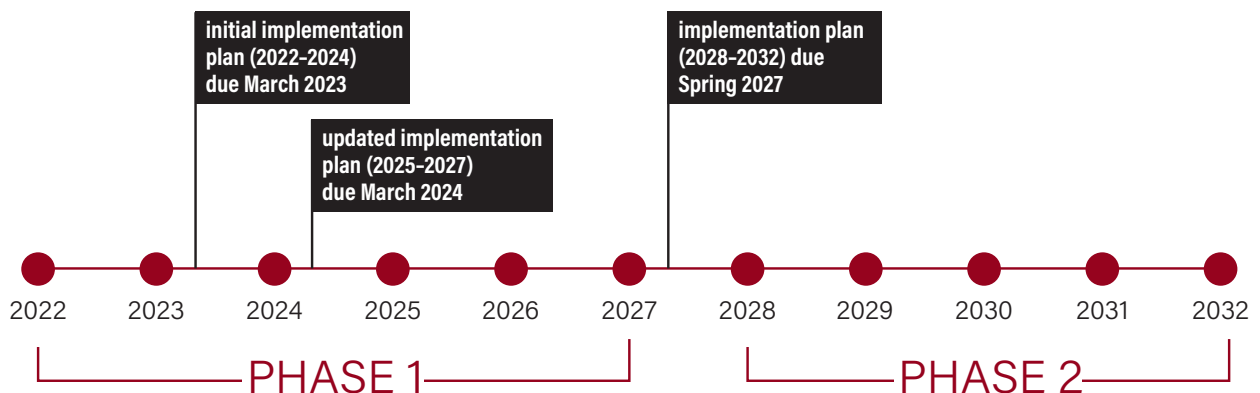 initial implementation
plan (2022–2024)
due March 2023
implementation plan
(2028–2032) due
Spring 2027
updated implementation
plan (2025–2027)
due March 2024
2022 2023 2024 2025 2026 2027 2028 2029 2030 2031 2032
PHASE 1 PHASE 2